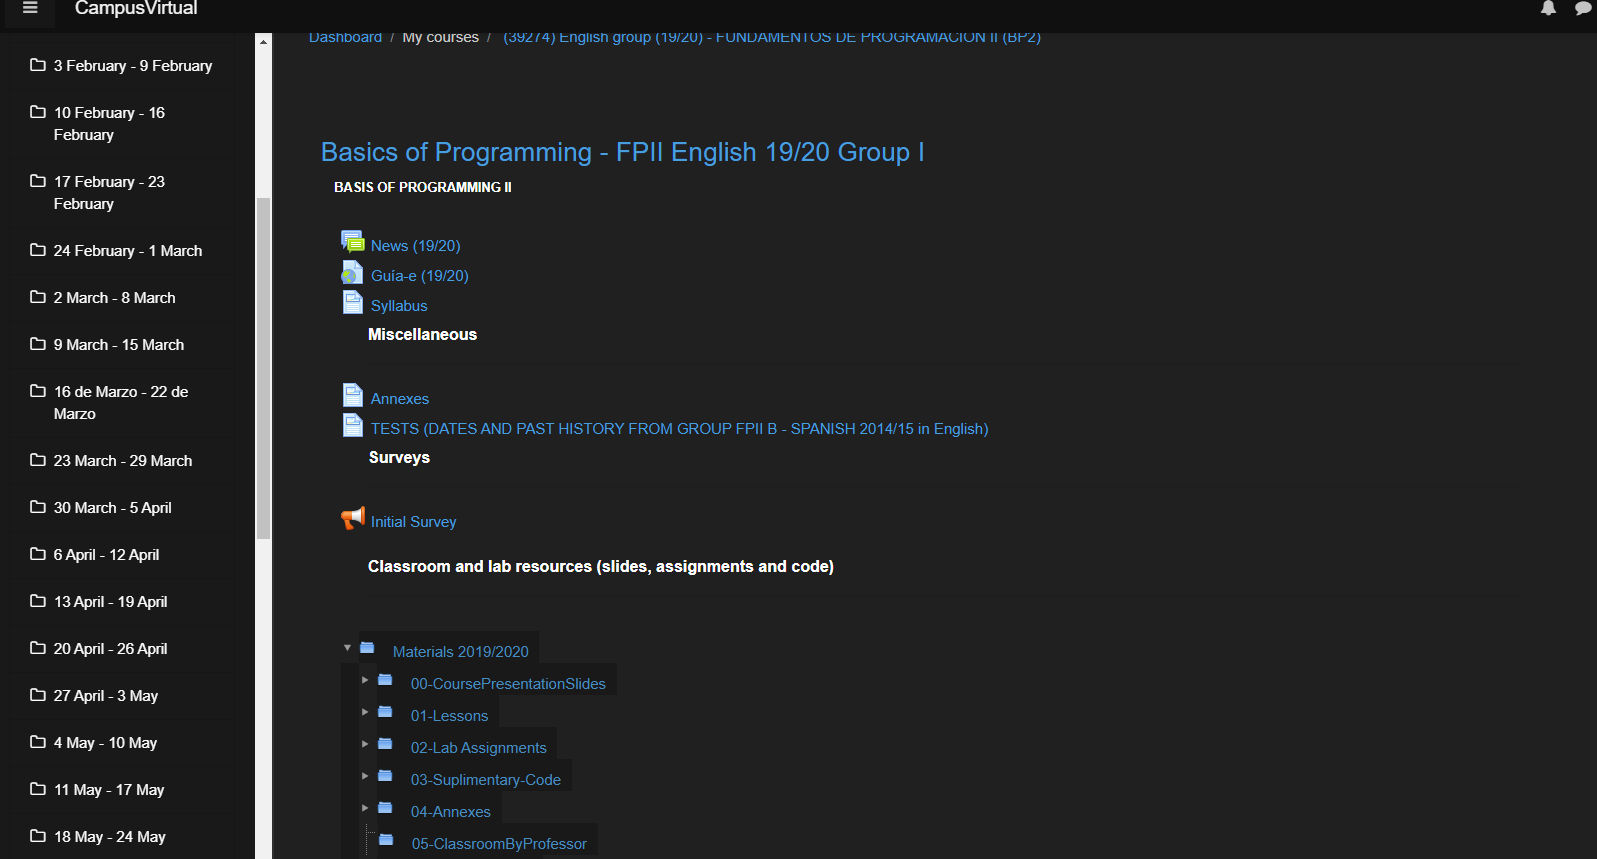 CampusVirtual
Dashboard / My courses / (39274) English group (19/20) - FUNDAMENTOS DE PROGRAMACIÓN II (BP2)
3 February - 9 February
10 February - 16
February
17 February - 23
February
24 February - 1 March
2 March - 8 March
9 March - 15 March
16 de Marzo - 22 de
Marzo
23 March - 29 March
30 March - 5 April
6 April - 12 April
13 April - 19 April
20 April - 26 April
27 April - 3 May
4 May - 10 May
11 May - 17 May
18 May - 24 May
Basics of Programming - FPII English 19/20 Group I
BASIS OF PROGRAMMING II
News (19/20)
Guía-e (19/20)
Syllabus
Miscellaneous
Annexes
TESTS (DATES AND PAST HISTORY FROM GROUP FPII B - SPANISH 2014/15 in English)
Surveys
Initial Survey
Classroom and lab resources (slides, assignments and code)
Materials 2019/2020
00-CoursePresentationSlides
01-Lessons
02-Lab Assignments
03-Suplimentary-Code
04-Annexes
05-ClassroomByProfessor